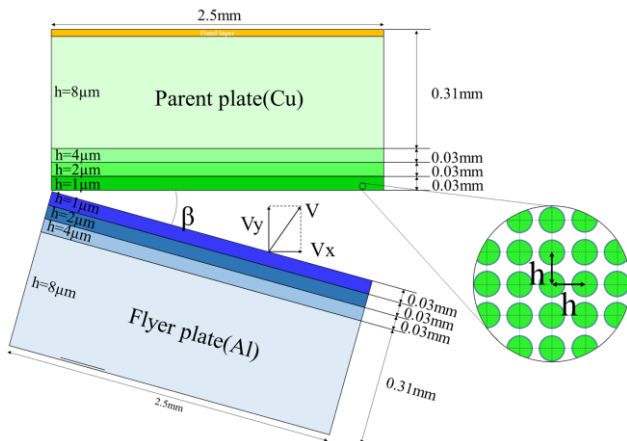 2.5mm
Fixed layer
h=8μm
Parent plate(Cu)
0.31mm
h=4μm
0.03mm
h=2μm
0.03mm
h=1μm
0.03mm
β
V
Vy
Vx
h=1μm
h=2μm
h=4μm
h=8μm
Flyer plate(Al)
0.03mm
0.03mm
0.03mm
0.31mm
2.5mm
h
h